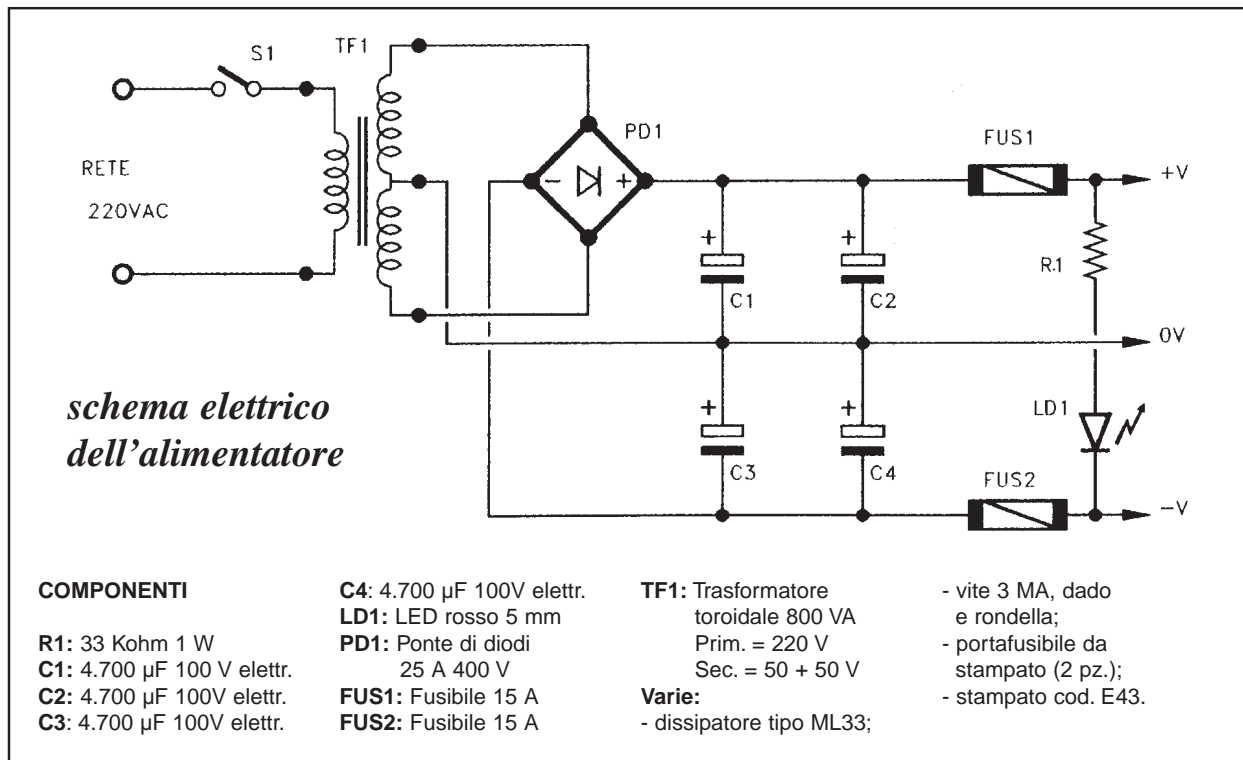 S1
TF1
RETE
220VAC
PD1
-
+
FUS1
+V
+
C1
+
C2
R1
0V
schema elettrico
dell'alimentatore
+
C3
+
C4
LD1
FUS2
-V
COMPONENTI
R1: 33 Kohm 1 W
C1: 4.700 µF 100 V elettr.
C2: 4.700 µF 100V elettr.
C3: 4.700 µF 100V elettr.
C4: 4.700 µF 100V elettr.
LD1: LED rosso 5 mm
PD1: Ponte di diodi
25 A 400 V
FUS1: Fusibile 15 A
FUS2: Fusibile 15 A
TF1: Trasformatore
toroidale 800 VA
Prim. = 220 V
Sec. = 50 + 50 V
Varie:
- dissipatore tipo ML33;
- vite 3 MA, dado
e rondella;
- portafusibile da
stampato (2 pz.);
- stampato cod. E43.